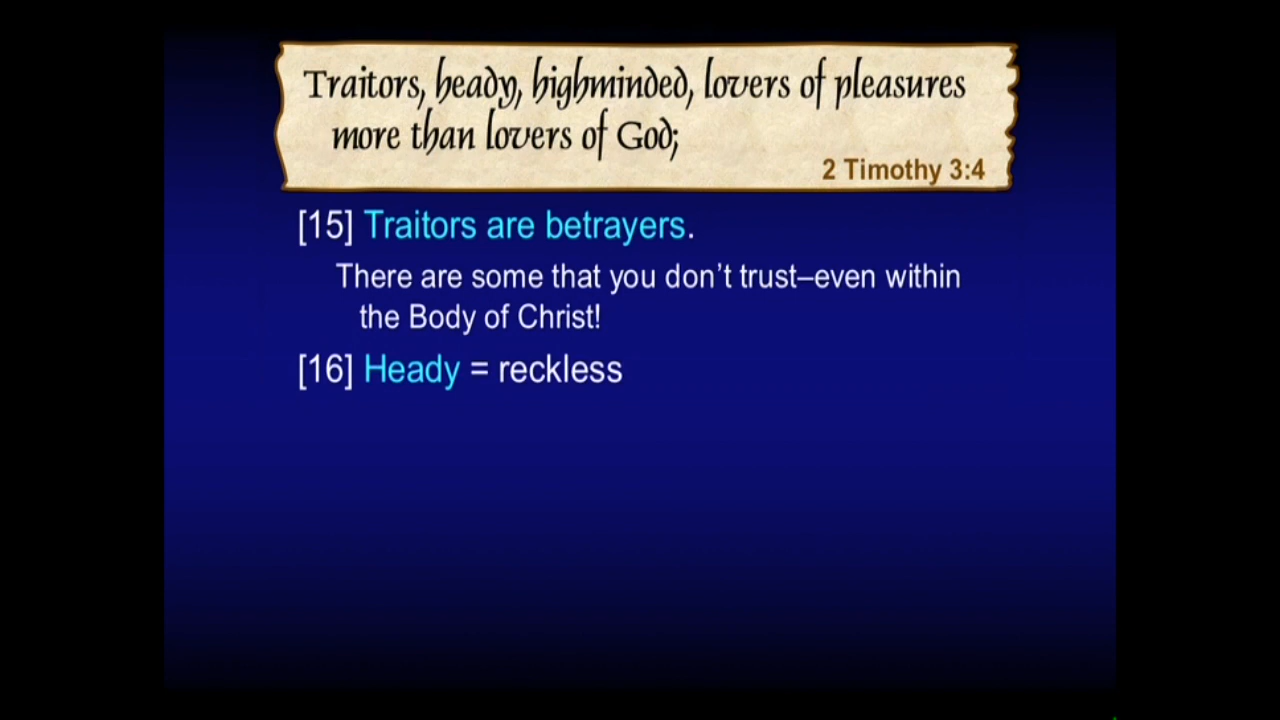 Traitors, heady, highminded, lovers of pleasures
more than lovers of God;
2 Timothy 3:4
[15] Traitors are betrayers.
There are some that you don't trust–even within
the Body of Christ!
[16] Heady = reckless